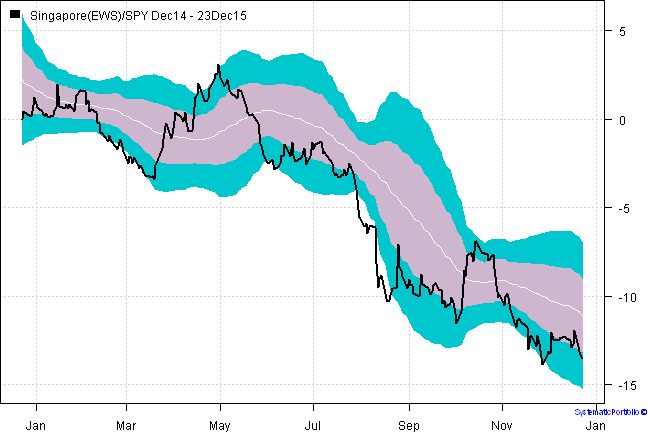 Singapore(EWS)/SPY Dec14 - 23Dec15
5
0
-5
-10
-15
Jan Mar May Jul Sep Nov Jan
SystematicPortfolio ©